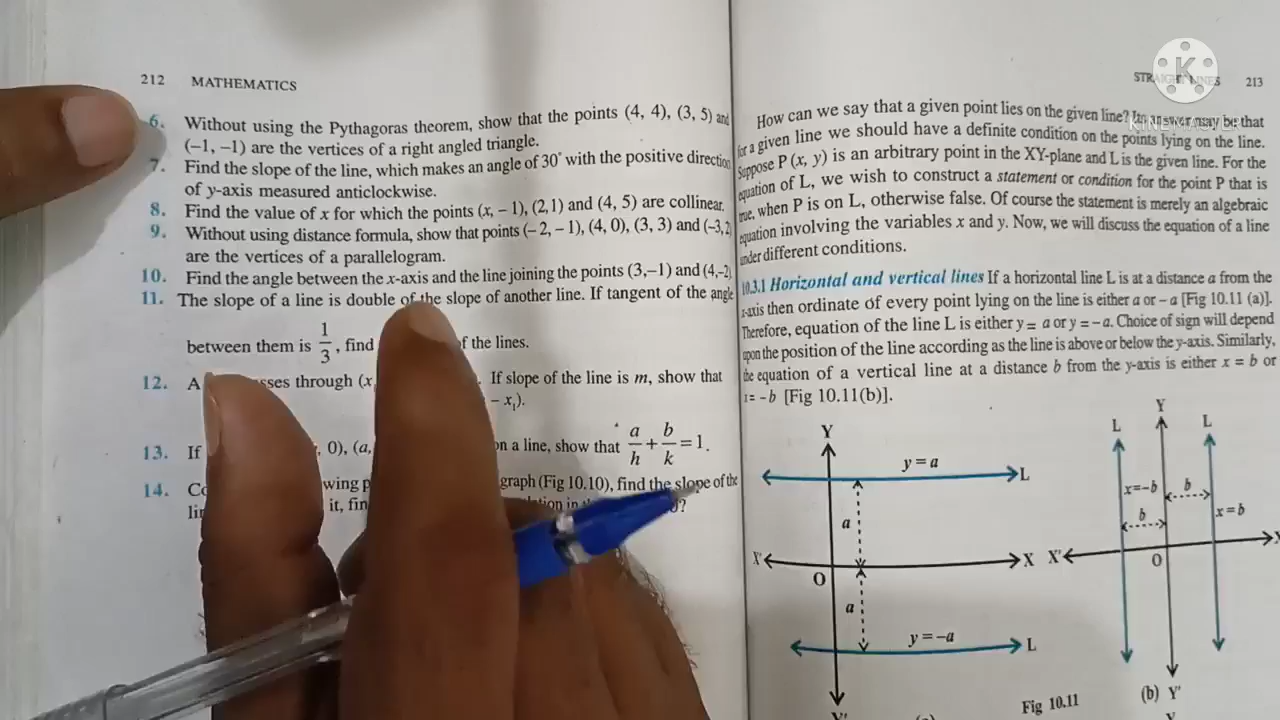 212 MATHEMATICS
6. Without using the Pythagoras theorem, show that the points (4, 4), (3, 5) and
(−1, −1) are the vertices of a right angled triangle.
7. Find the slope of the line, which makes an angle of 30° with the positive direction
of y-axis measured anticlockwise.
8. Find the value of x for which the points (x, − 1), (2,1) and (4, 5) are collinear.
9. Without using distance formula, show that points (− 2, − 1), (4, 0), (3, 3) and (−3, 2)
are the vertices of a parallelogram.
10. Find the angle between the x-axis and the line joining the points (3,−1) and (4,−2).
11. The slope of a line is double of the slope of another line. If tangent of the angle
between them is 1/3, find of the lines.
12. A through (x If slope of the line is m, show that
− x₁).
13. If , 0), (a, on a line, show that a/h + b/k = 1.
14. graph (Fig 10.10), find the slope of the
it,
STRAIGHT LINES 213
KINEMASTER
How can we say that a given point lies on the given line? Its answer may be that
for a given line we should have a definite condition on the points lying on the line.
Suppose P (x, y) is an arbitrary point in the XY-plane and L is the given line. For the
equation of L, we wish to construct a statement or condition for the point P that is
true, when P is on L, otherwise false. Of course the statement is merely an algebraic
equation involving the variables x and y. Now, we will discuss the equation of a line
under different conditions.
10.3.1 Horizontal and vertical lines If a horizontal line L is at a distance a from the
x-axis then ordinate of every point lying on the line is either a or − a [Fig 10.11 (a)].
Therefore, equation of the line L is either y = a or y = −a. Choice of sign will depend
upon the position of the line according as the line is above or below the y-axis. Similarly,
the equation of a vertical line at a distance b from the y-axis is either x = b or
x = −b [Fig 10.11(b)].
Y
y = a L
a
X' O X
a
y = −a L
Y'
L Y L
x=−b b
b x = b
X' O X
(b) Y'
Fig 10.11